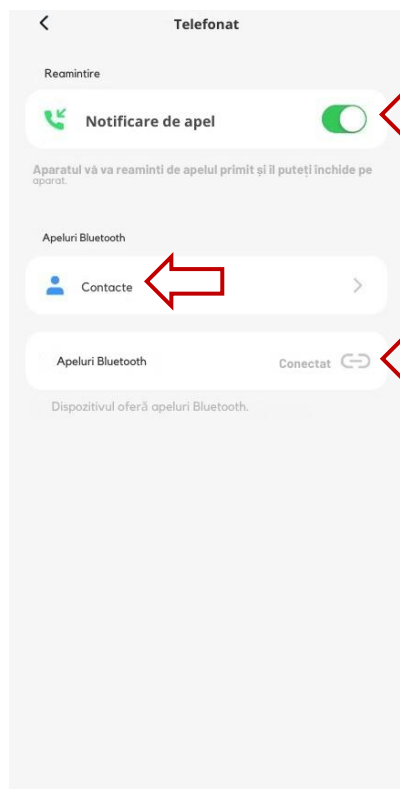 Telefonat
Reamintire
Notificare de apel
Aparatul vă va reaminti de apelul primit și îl puteți închide pe
aparat.
Apeluri Bluetooth
Contacte
Apeluri Bluetooth Conectat
Dispozitivul oferă apeluri Bluetooth.